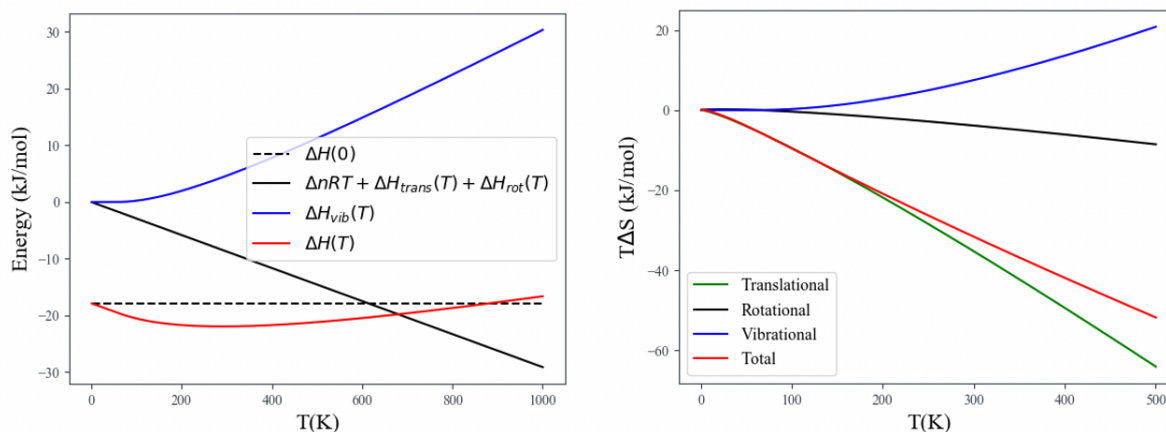 30
20
10
0
−10
−20
−30
Energy (kJ/mol)
ΔH(0)
ΔnRT + ΔH_trans(T) + ΔH_rot(T)
ΔH_vib(T)
ΔH(T)
0 200 400 600 800 1000
T(K)
20
0
−20
−40
−60
TΔS (kJ/mol)
Translational
Rotational
Vibrational
Total
0 100 200 300 400 500
T(K)